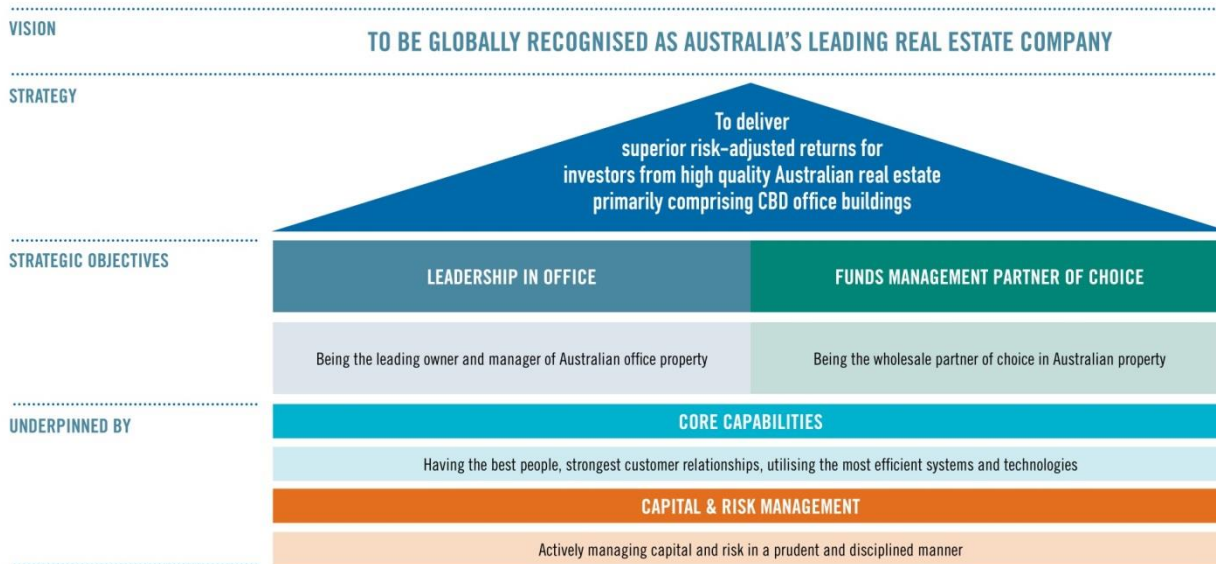 VISION
TO BE GLOBALLY RECOGNISED AS AUSTRALIA'S LEADING REAL ESTATE COMPANY
STRATEGY
To deliver
superior risk-adjusted returns for
investors from high quality Australian real estate
primarily comprising CBD office buildings
STRATEGIC OBJECTIVES
LEADERSHIP IN OFFICE
FUNDS MANAGEMENT PARTNER OF CHOICE
Being the leading owner and manager of Australian office property
Being the wholesale partner of choice in Australian property
UNDERPINNED BY
CORE CAPABILITIES
Having the best people, strongest customer relationships, utilising the most efficient systems and technologies
CAPITAL & RISK MANAGEMENT
Actively managing capital and risk in a prudent and disciplined manner